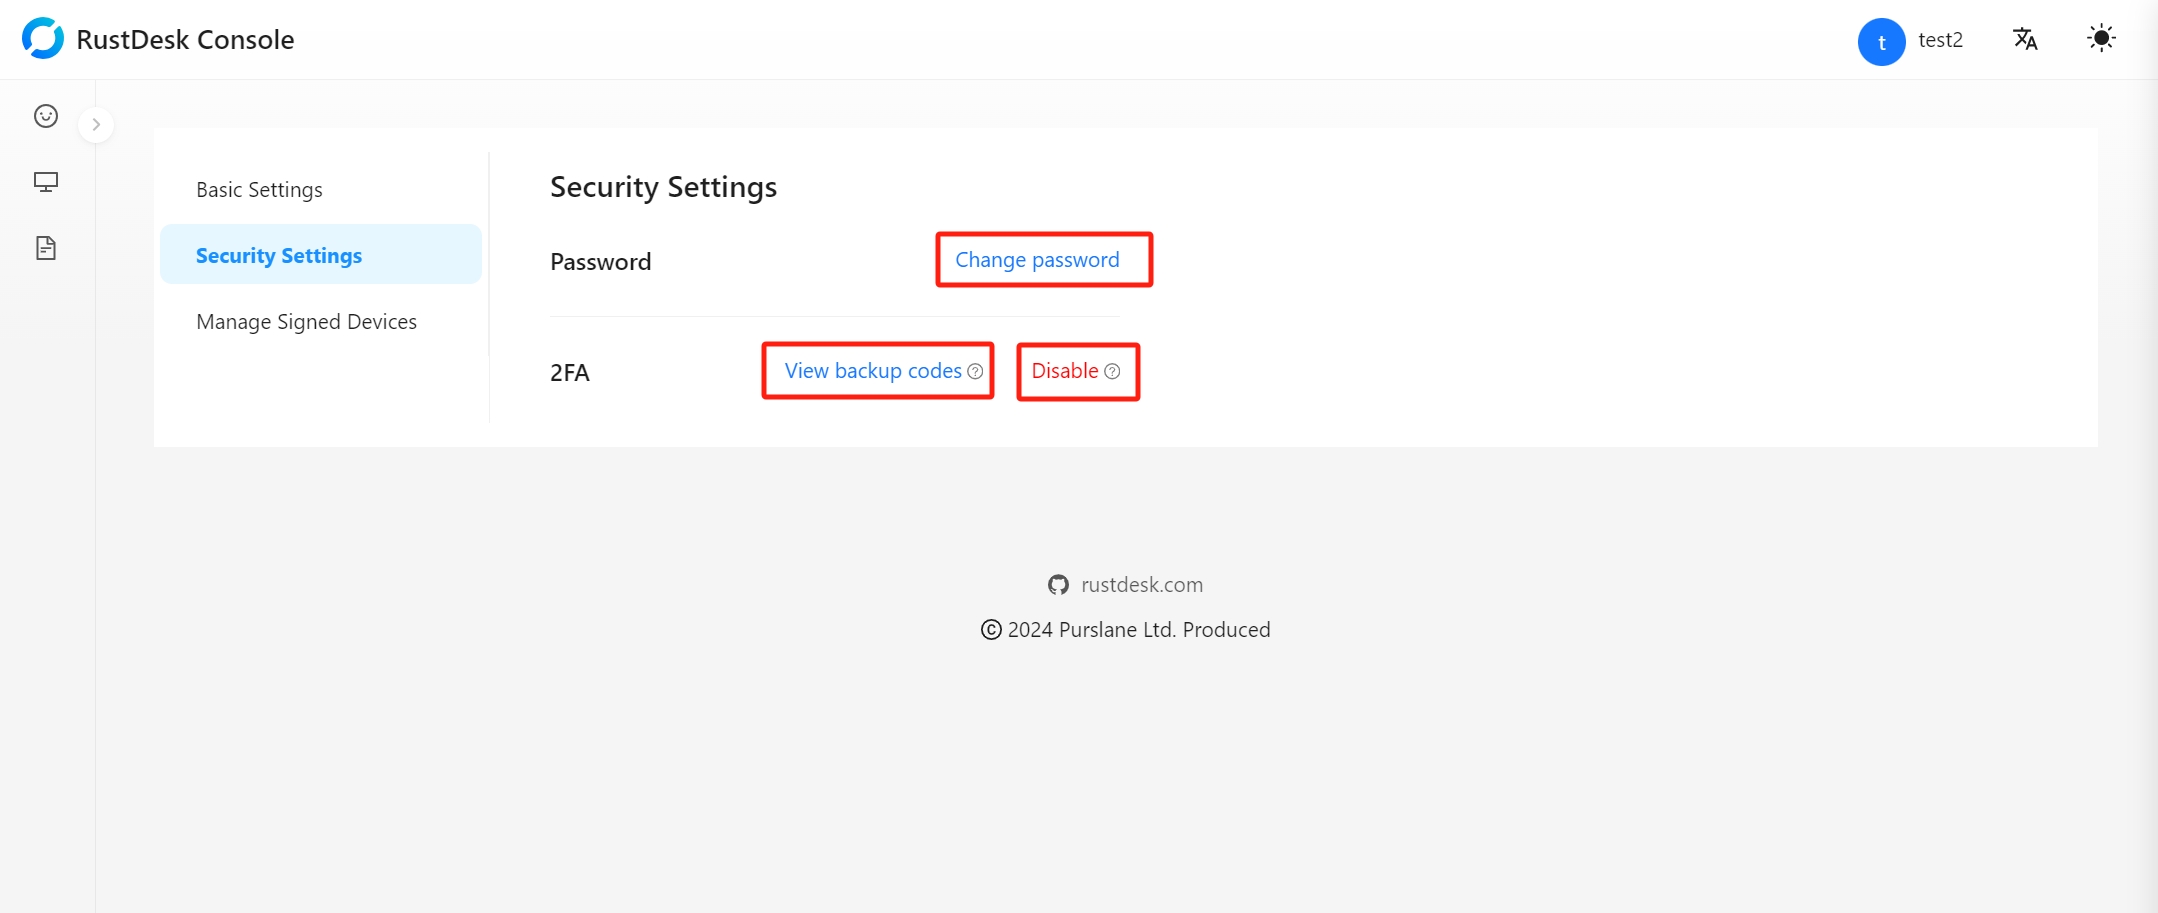 RustDesk Console
t test2
Basic Settings
Security Settings
Manage Signed Devices
Security Settings
Password Change password
2FA View backup codes Disable
rustdesk.com
© 2024 Purslane Ltd. Produced